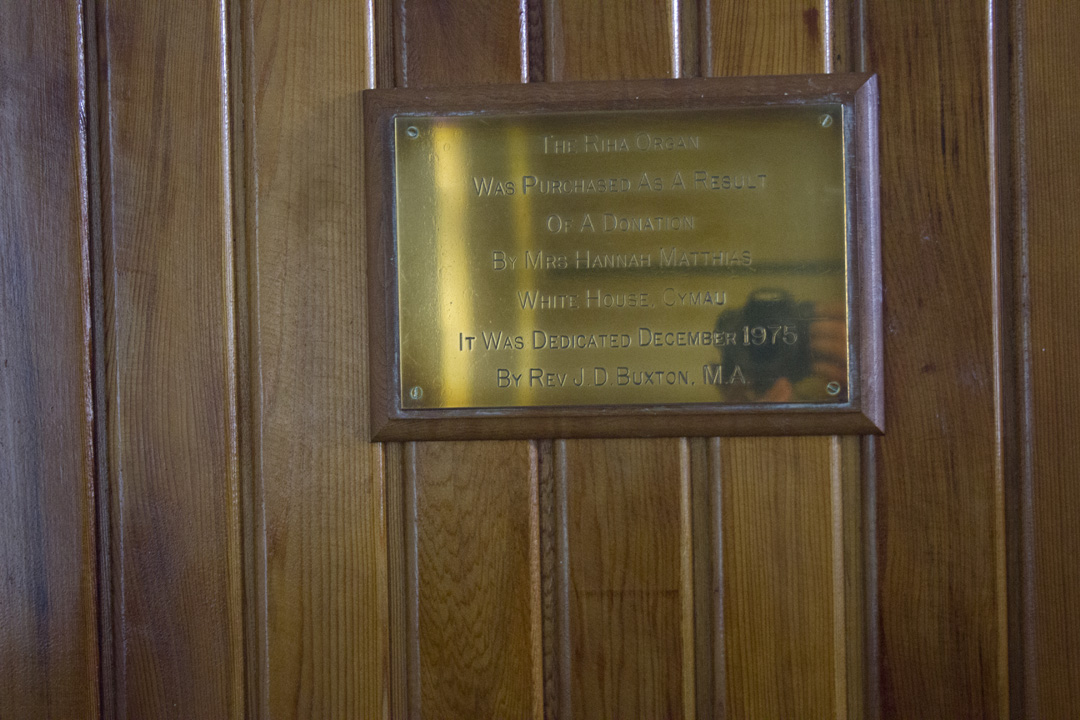 The Riha Organ
Was Purchased As A Result
Of A Donation
By Mrs Hannah Matthias
White House, Cymau
It Was Dedicated December 1975
By Rev J. D. Buxton, M.A.